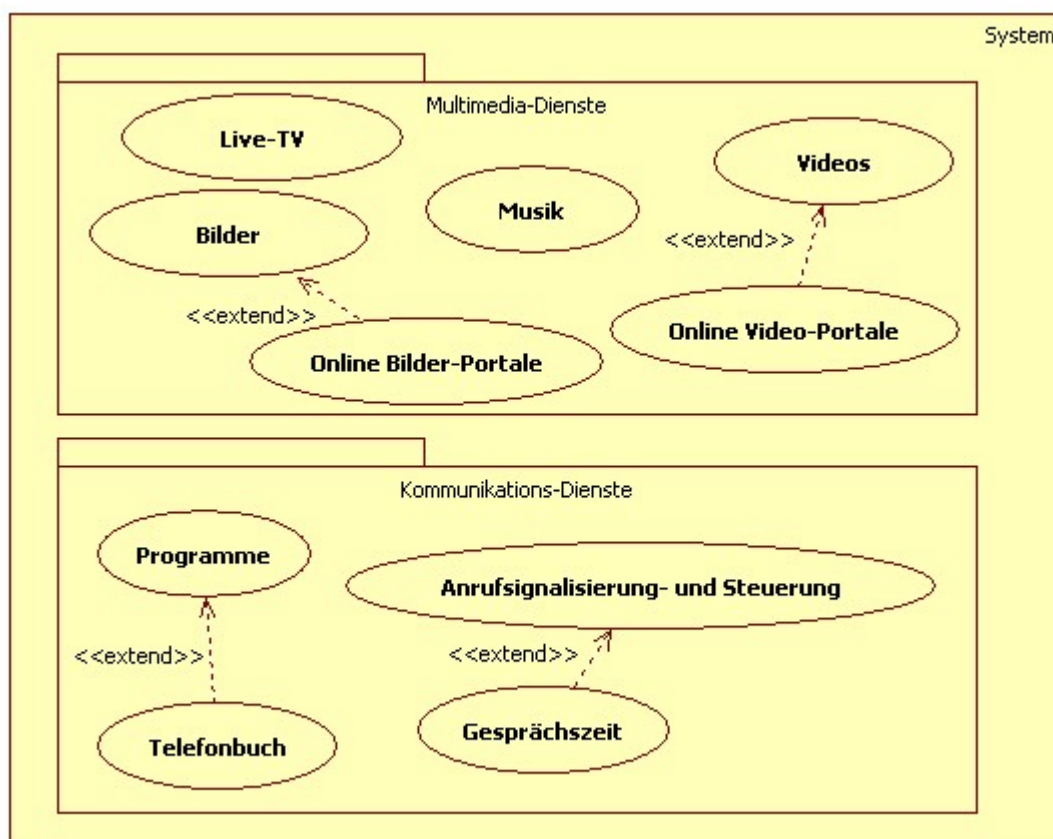 System
Multimedia-Dienste
Live-TV
Videos
Bilder
Musik
<<extend>>
<<extend>>
Online Bilder-Portale
Online Video-Portale
Kommunikations-Dienste
Programme
Anrufsignalisierung- und Steuerung
<<extend>>
<<extend>>
Telefonbuch
Gesprächszeit